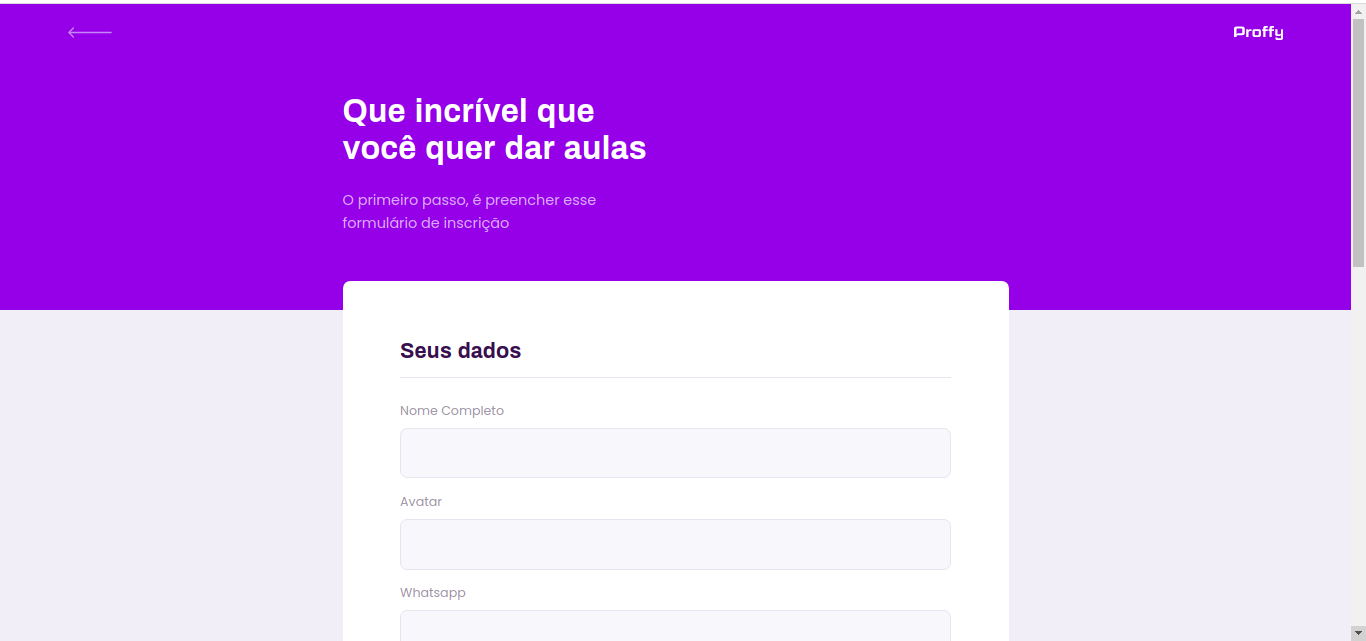 Proffy
Que incrível que
você quer dar aulas
O primeiro passo, é preencher esse
formulário de inscrição
Seus dados
Nome Completo
Avatar
Whatsapp